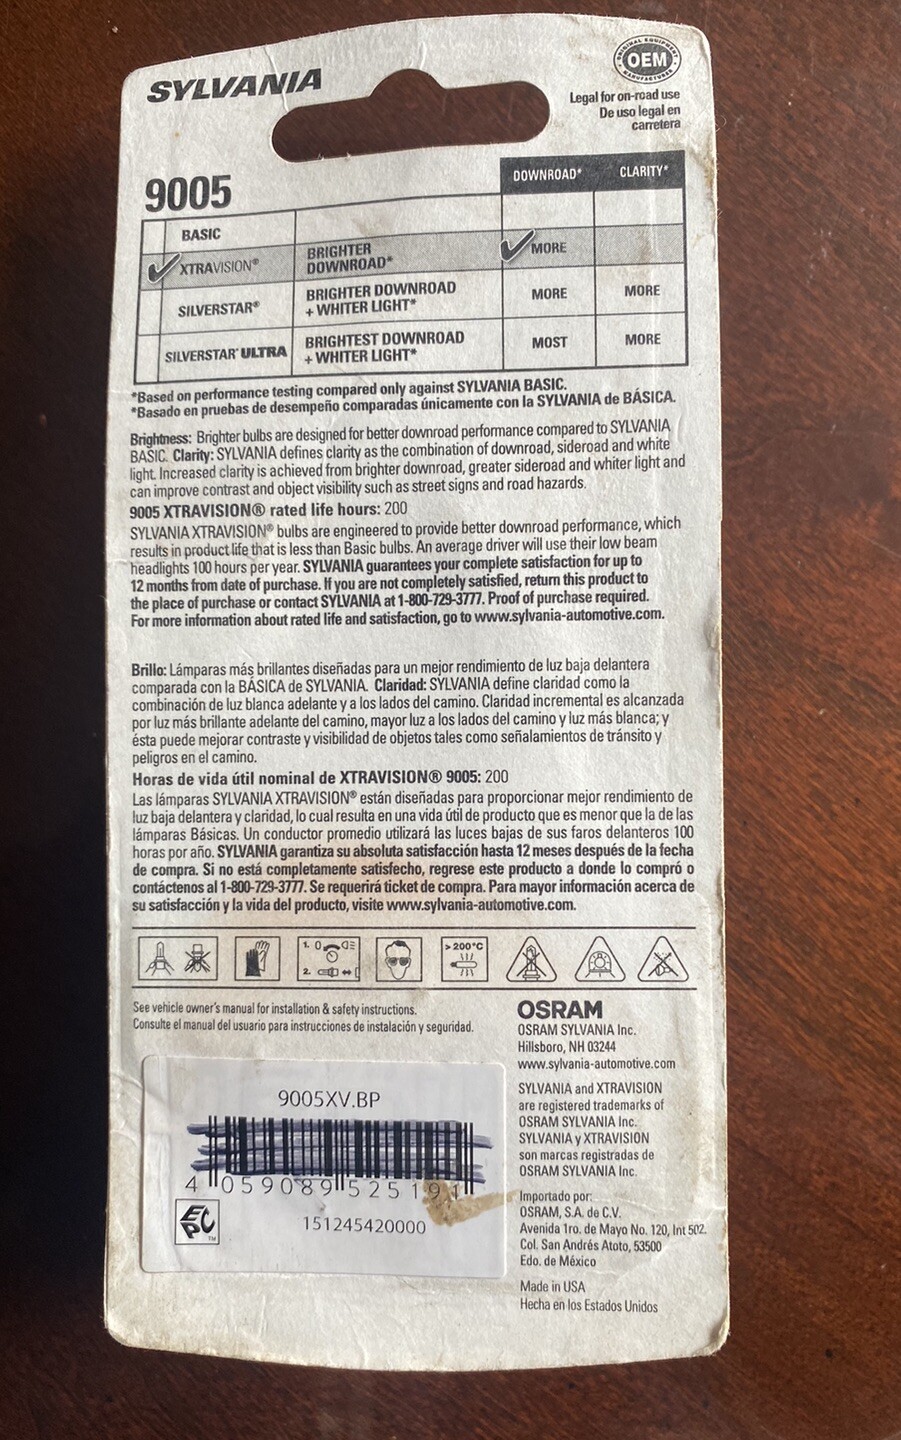 SYLVANIA
ORIGINAL EQUIPMENT
OEM
MANUFACTURER
Legal for on-road use
De uso legal en
carretera
9005
DOWNROAD* CLARITY*
BASIC
XTRAVISION® BRIGHTER DOWNROAD* MORE
SILVERSTAR® BRIGHTER DOWNROAD + WHITER LIGHT* MORE MORE
SILVERSTAR® ULTRA BRIGHTEST DOWNROAD + WHITER LIGHT* MOST MORE
*Based on performance testing compared only against SYLVANIA BASIC.
*Basado en pruebas de desempeño comparadas únicamente con la SYLVANIA de BÁSICA.
Brightness: Brighter bulbs are designed for better downroad performance compared to SYLVANIA
BASIC. Clarity: SYLVANIA defines clarity as the combination of downroad, sideroad and white
light. Increased clarity is achieved from brighter downroad, greater sideroad and whiter light and
can improve contrast and object visibility such as street signs and road hazards.
9005 XTRAVISION® rated life hours: 200
SYLVANIA XTRAVISION® bulbs are engineered to provide better downroad performance, which
results in product life that is less than Basic bulbs. An average driver will use their low beam
headlights 100 hours per year. SYLVANIA guarantees your complete satisfaction for up to
12 months from date of purchase. If you are not completely satisfied, return this product to
the place of purchase or contact SYLVANIA at 1-800-729-3777. Proof of purchase required.
For more information about rated life and satisfaction, go to www.sylvania-automotive.com.
Brillo: Lámparas más brillantes diseñadas para un mejor rendimiento de luz baja delantera
comparada con la BÁSICA de SYLVANIA. Claridad: SYLVANIA define claridad como la
combinación de luz blanca adelante y a los lados del camino. Claridad incremental es alcanzada
por luz más brillante adelante del camino, mayor luz a los lados del camino y luz más blanca; y
ésta puede mejorar contraste y visibilidad de objetos tales como señalamientos de tránsito y
peligros en el camino.
Horas de vida útil nominal de XTRAVISION® 9005: 200
Las lámparas SYLVANIA XTRAVISION® están diseñadas para proporcionar mejor rendimiento de
luz baja delantera y claridad, lo cual resulta en una vida útil de producto que es menor que la de las
lámparas Básicas. Un conductor promedio utilizará las luces bajas de sus faros delanteros 100
horas por año. SYLVANIA garantiza su absoluta satisfacción hasta 12 meses después de la fecha
de compra. Si no está completamente satisfecho, regrese este producto a donde lo compró o
contáctenos al 1-800-729-3777. Se requerirá ticket de compra. Para mayor información acerca de
su satisfacción y la vida del producto, visite www.sylvania-automotive.com.
1. 0
2.
>200°C
See vehicle owner's manual for installation & safety instructions.
Consulte el manual del usuario para instrucciones de instalación y seguridad.
9005XV.BP
4 059089 525191
EPC
TM
151245420000
OSRAM
OSRAM SYLVANIA Inc.
Hillsboro, NH 03244
www.sylvania-automotive.com
SYLVANIA and XTRAVISION
are registered trademarks of
OSRAM SYLVANIA Inc.
SYLVANIA y XTRAVISION
son marcas registradas de
OSRAM SYLVANIA Inc.
Importado por:
OSRAM, S.A. de C.V.
Avenida 1ro. de Mayo No. 120, Int 502.
Col. San Andrés Atoto, 53500
Edo. de México
Made in USA
Hecha en los Estados Unidos